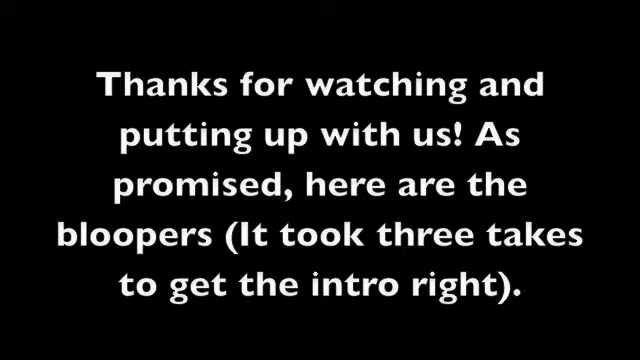 Thanks for watching and
putting up with us! As
promised, here are the
bloopers (It took three takes
to get the intro right).